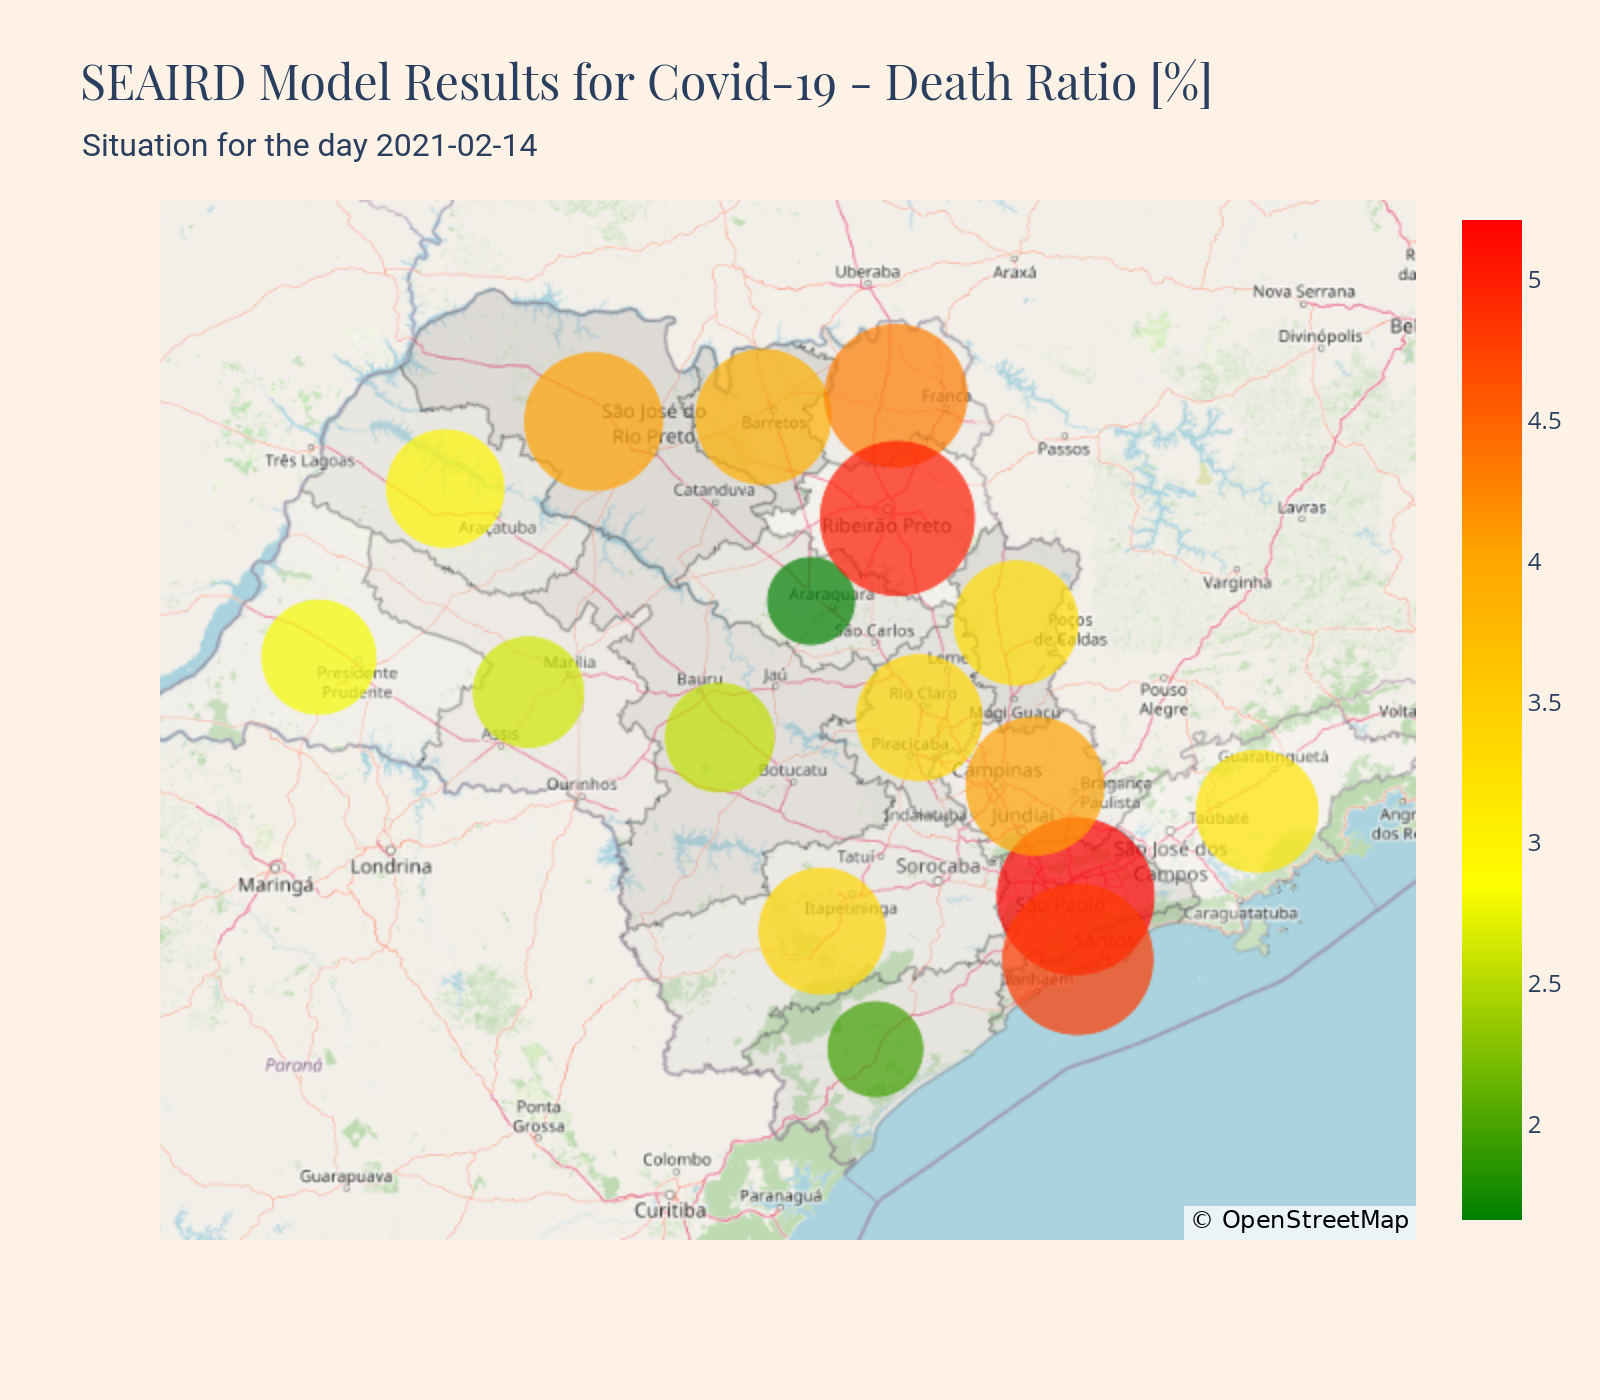 SEAIRD Model Results for Covid-19 - Death Ratio [%]
Situation for the day 2021-02-14
Uberaba
Araxá
Nova Serrana
Divinópolis
São José do
Rio Preto
Barretos
Franca
Passos
Três Lagoas
Catanduva
Araçatuba
Ribeirão Preto
Lavras
Varginha
Araraquara
São Carlos
Poços
de Caldas
Leme
Presidente
Prudente
Marília
Bauru
Jaú
Rio Claro
Mogi Guaçu
Pouso
Alegre
Volta
Assis
Piracicaba
Guaratinguetá
Ourinhos
Botucatu
Campinas
Bragança
Paulista
Indaiatuba
Jundiaí
Taubaté
Angr
dos Re
Londrina
Maringá
Tatuí
Sorocaba
São José dos
Campos
Itapetininga
São Paulo
Caraguatatuba
Santos
Itanhaém
Paraná
Ponta
Grossa
Guarapuava
Colombo
Curitiba
Paranaguá
© OpenStreetMap
5
4.5
4
3.5
3
2.5
2